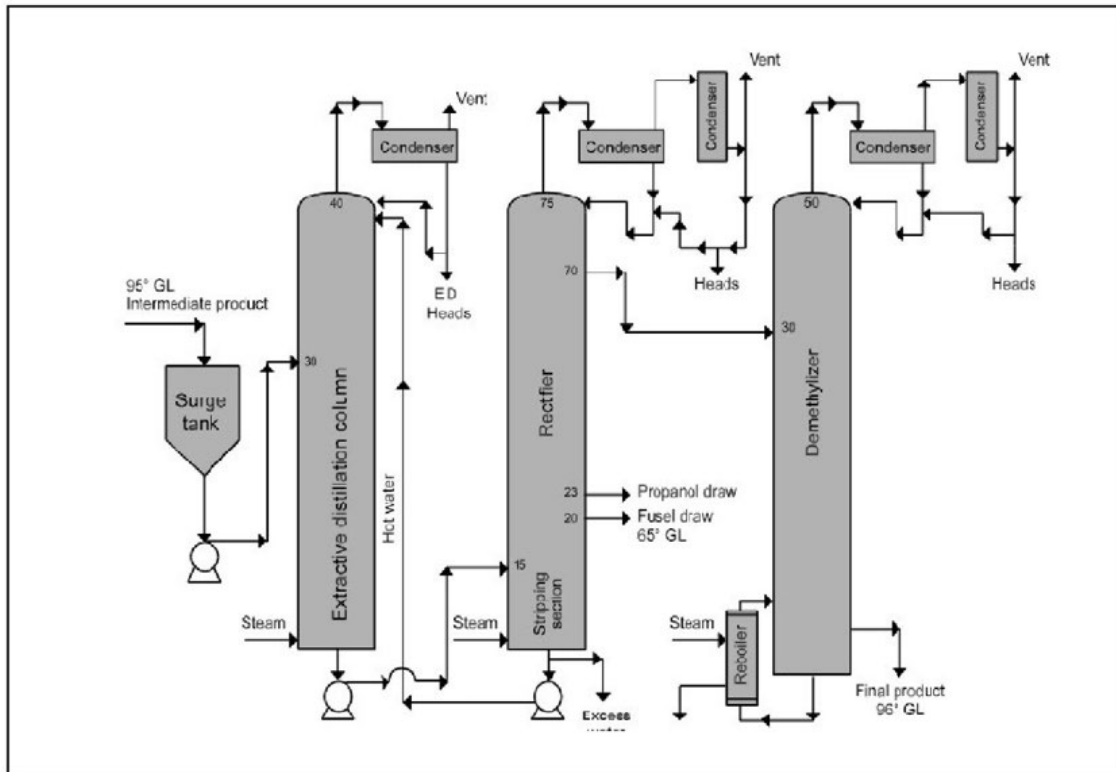 Vent
Condenser
40
ED
Heads
95° GL
Intermediate product
Surge
tank
30
Extractive distillation column
Hot water
Steam
Vent
Condenser
Condenser
75
70
Heads
Rectfier
23
Propanol draw
20
Fusel draw
65° GL
15
Stripping
section
Steam
Excess
Vent
Condenser
Condenser
50
Heads
30
Demethylizer
Steam
Reboiler
Final product
96° GL